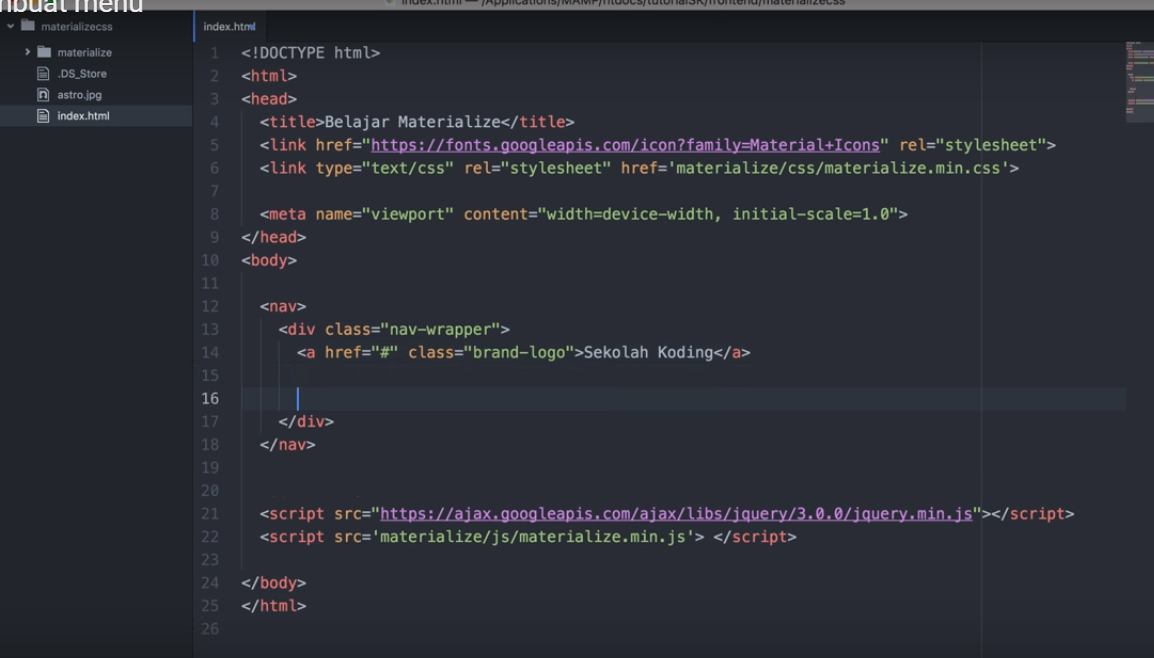 mbuat menu
index.html — /Applications/MAMP/htdocs/tutorialSK/frontend/materializecss
materializecss
materialize
.DS_Store
astro.jpg
index.html
index.html
1 <!DOCTYPE html>
2 <html>
3 <head>
4 <title>Belajar Materialize</title>
5 <link href="https://fonts.googleapis.com/icon?family=Material+Icons" rel="stylesheet">
6 <link type="text/css" rel="stylesheet" href='materialize/css/materialize.min.css'>
7
8 <meta name="viewport" content="width=device-width, initial-scale=1.0">
9 </head>
10 <body>
11
12 <nav>
13 <div class="nav-wrapper">
14 <a href="#" class="brand-logo">Sekolah Koding</a>
15
16
17 </div>
18 </nav>
19
20
21 <script src="https://ajax.googleapis.com/ajax/libs/jquery/3.0.0/jquery.min.js"></script>
22 <script src='materialize/js/materialize.min.js'> </script>
23
24 </body>
25 </html>
26